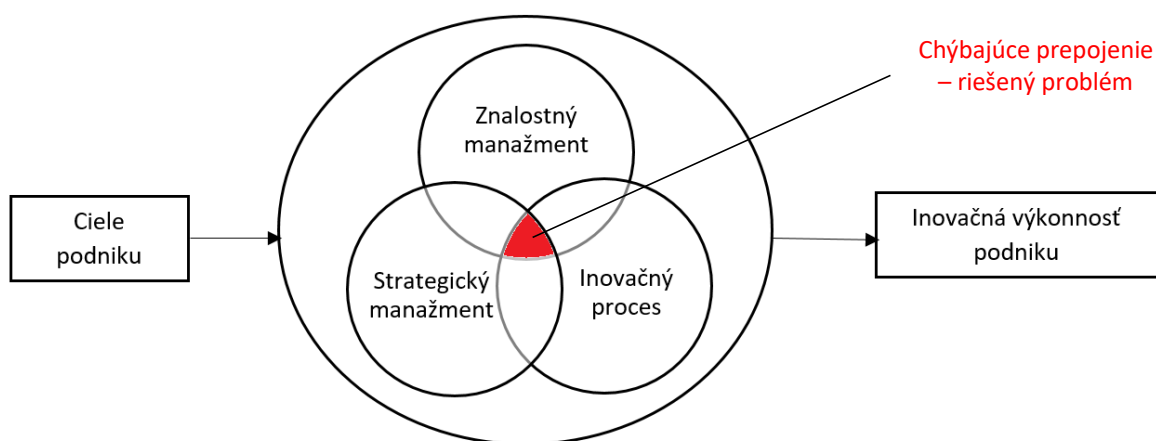 Chýbajúce prepojenie
– riešený problém
Znalostný
manažment
Ciele
podniku
Strategický
manažment
Inovačný
proces
Inovačná výkonnosť
podniku